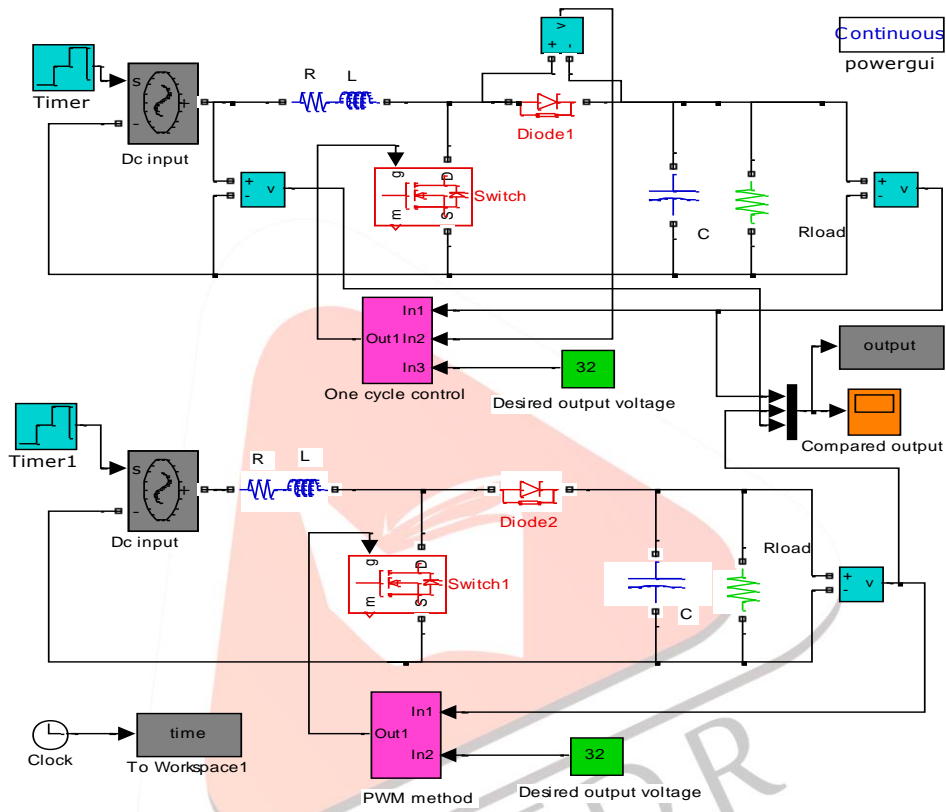 v
+ -
Continuous
powergui
s
+
-
Timer
Dc input
R
L
Diode1
+
-
v
g
D
m
S
Switch
C
Rload
+
-
v
In1
Out1
In2
In3
One cycle control
32
Desired output voltage
output
Compared output
Timer1
s
+
-
Dc input
R
L
Diode2
g
D
m
S
Switch1
C
Rload
+
-
v
In1
Out1
In2
PWM method
32
Desired output voltage
Clock
time
To Workspace1
DR